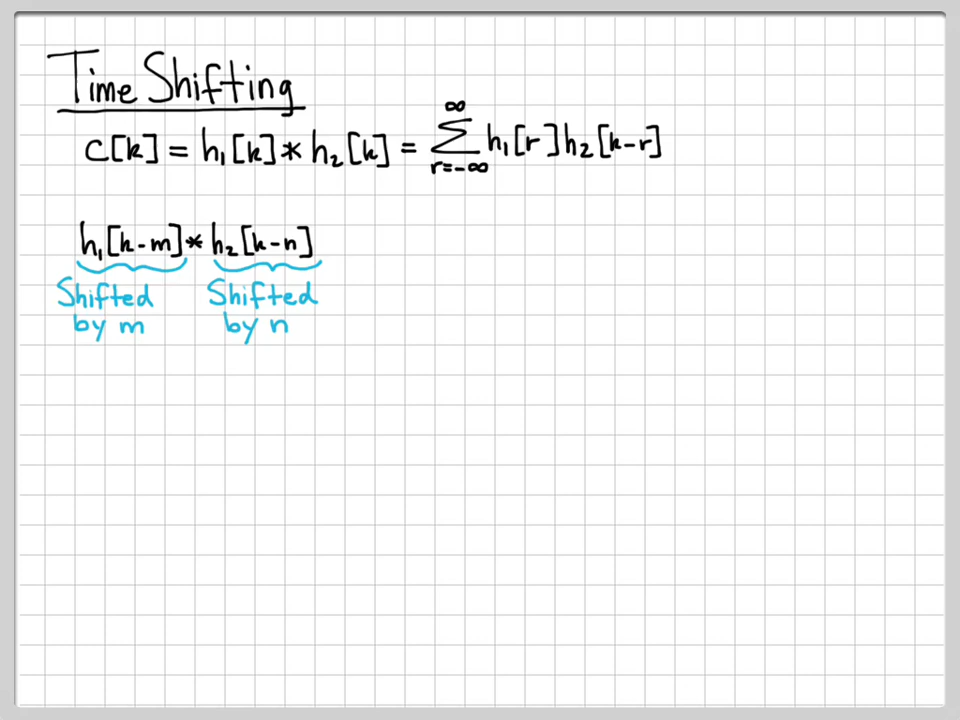 Time Shifting
c[k] = h₁[k] * h₂[k] = ∑_{r=-∞}^{∞} h₁[r] h₂[k-r]
h₁[k-m] * h₂[k-n]
Shifted by m
Shifted by n